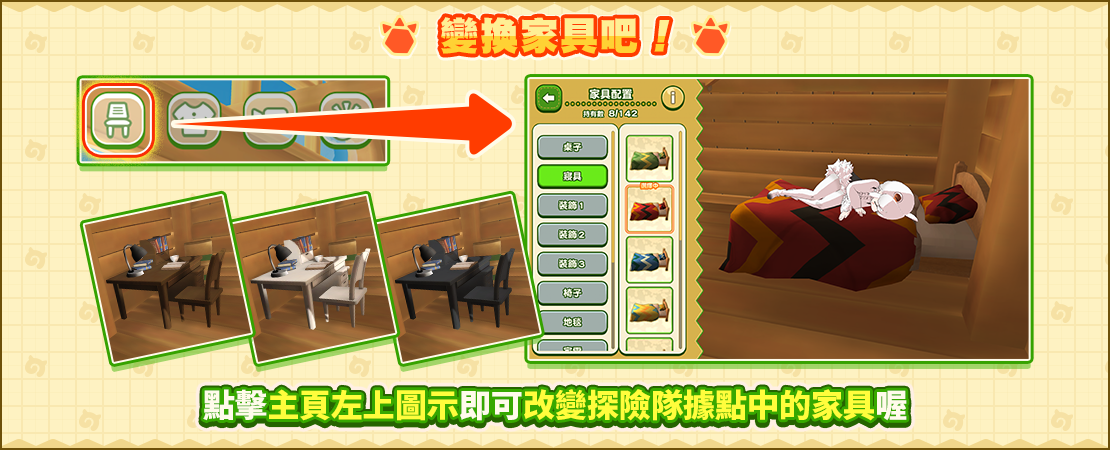 變換家具吧！
家具配置
持有數 8/142
桌子
寢具
裝飾1
裝飾2
裝飾3
椅子
地毯
點擊主頁左上圖示即可改變探險隊據點中的家具喔